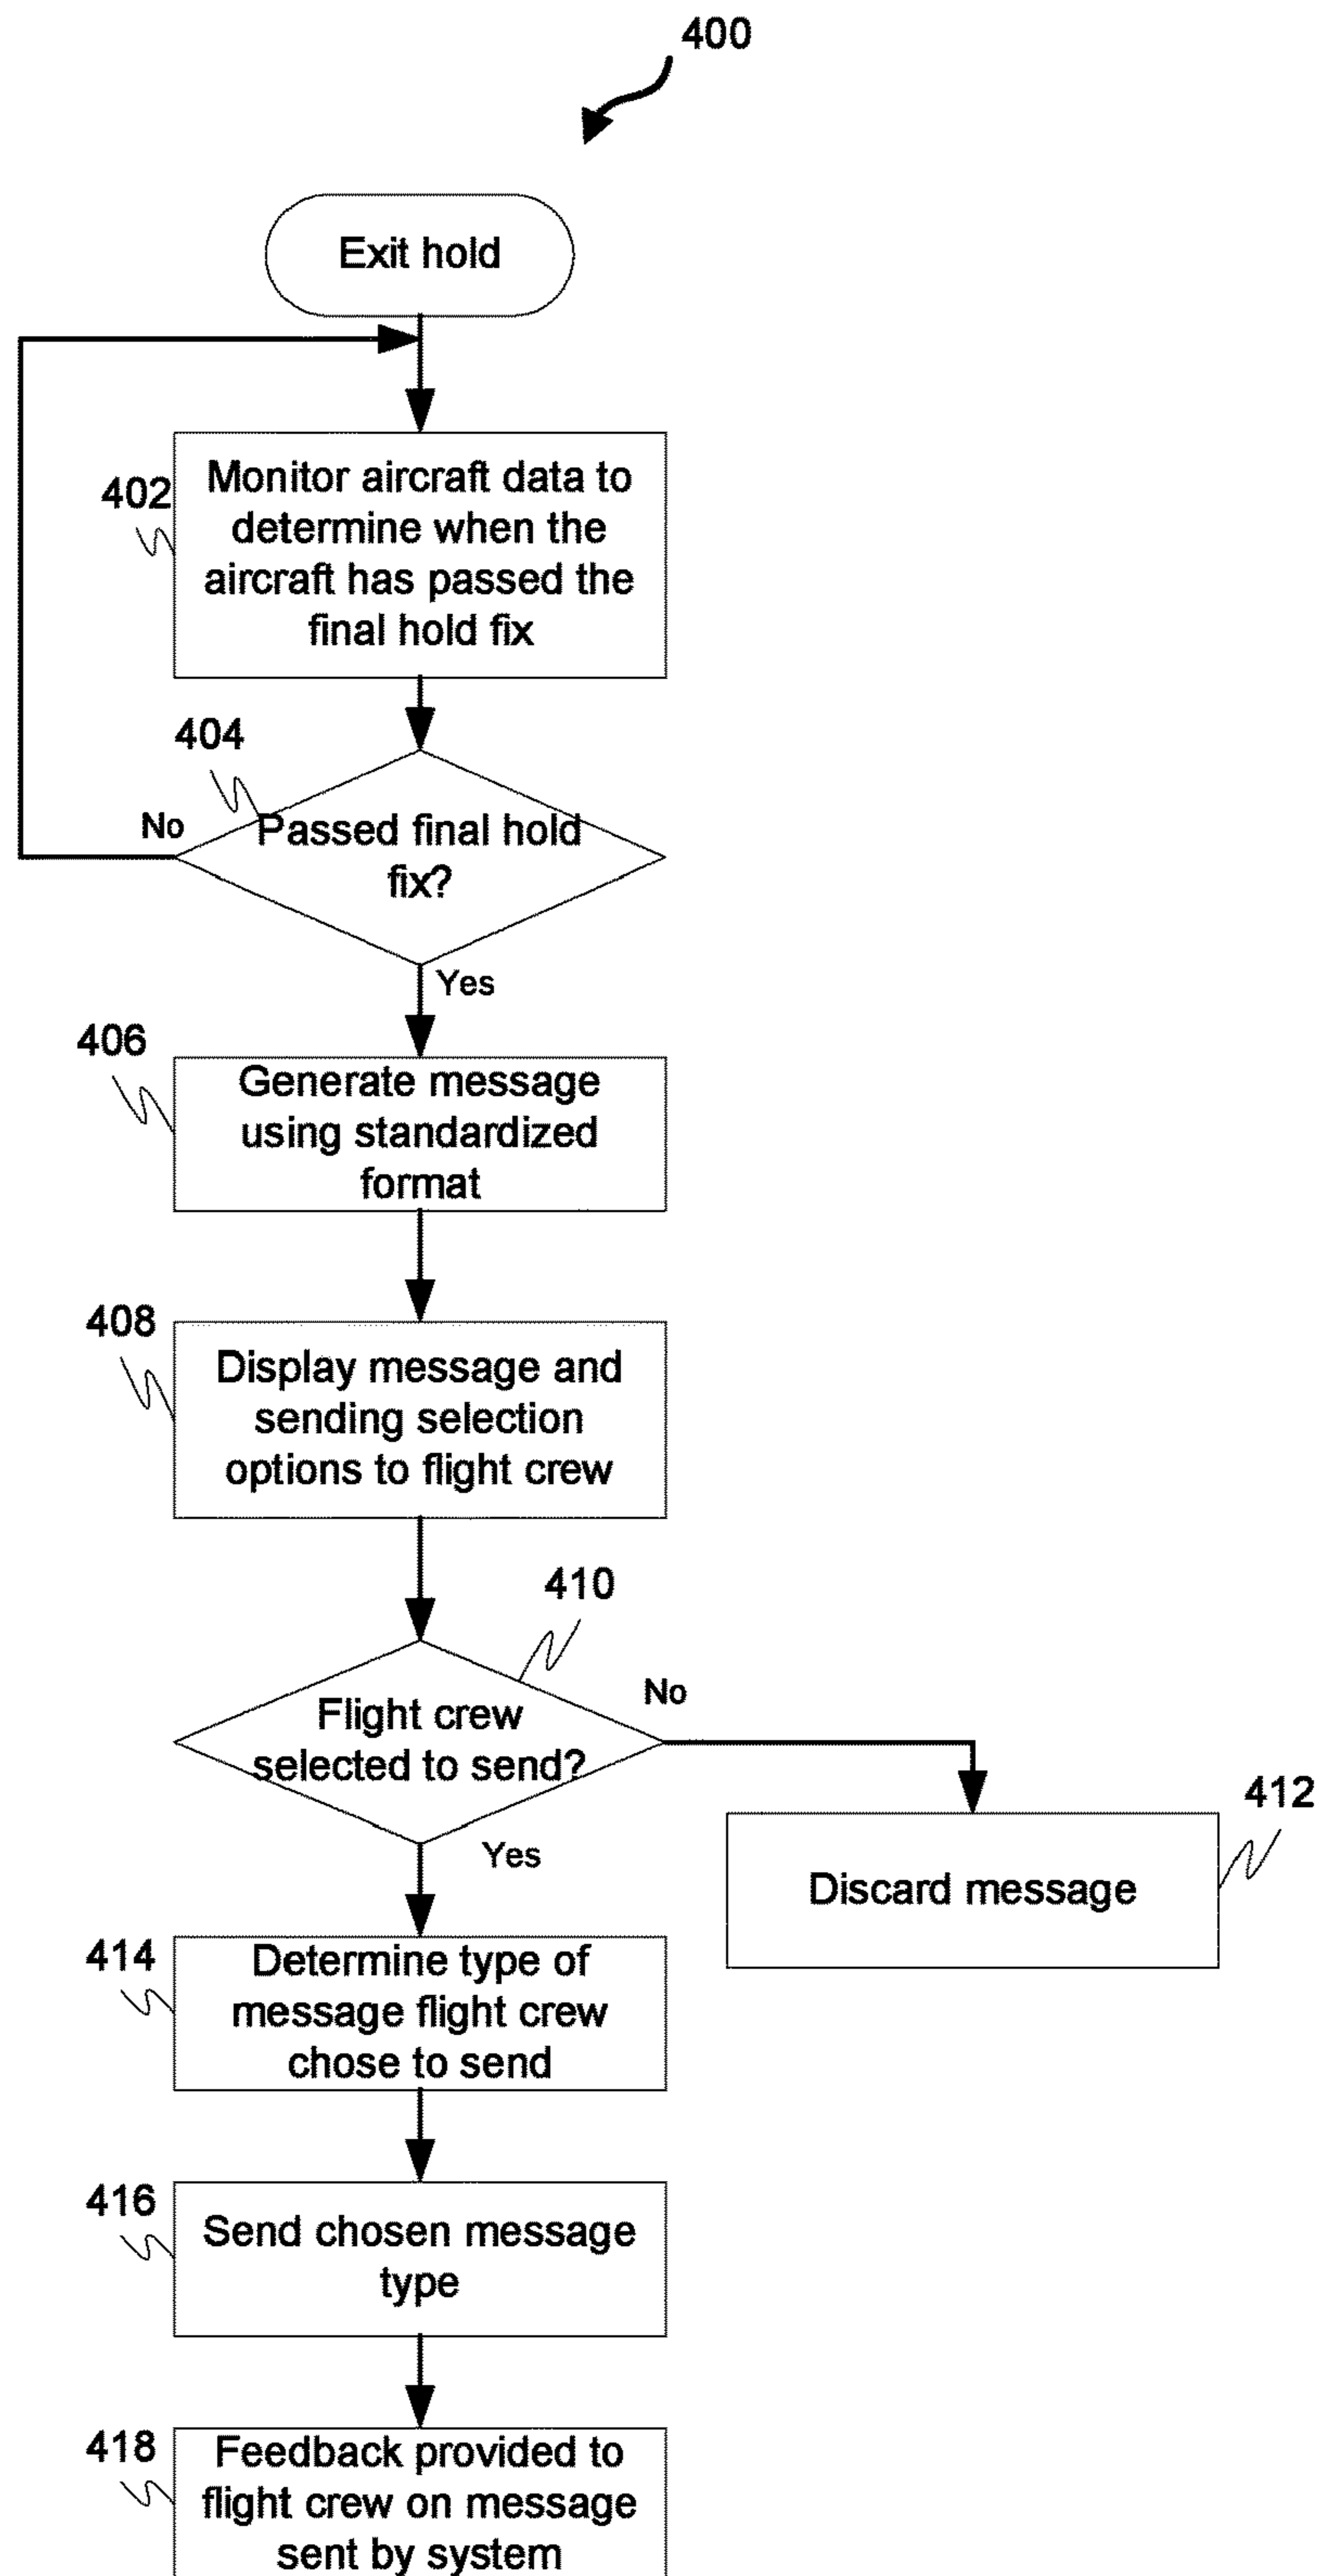 400
Exit hold
402
Monitor aircraft data to
determine when the
aircraft has passed the
final hold fix
404
No
Passed final hold
fix?
Yes
406
Generate message
using standardized
format
408
Display message and
sending selection
options to flight crew
410
No
Flight crew
selected to send?
Yes
412
Discard message
414
Determine type of
message flight crew
chose to send
416
Send chosen message
type
418
Feedback provided to
flight crew on message
sent by system